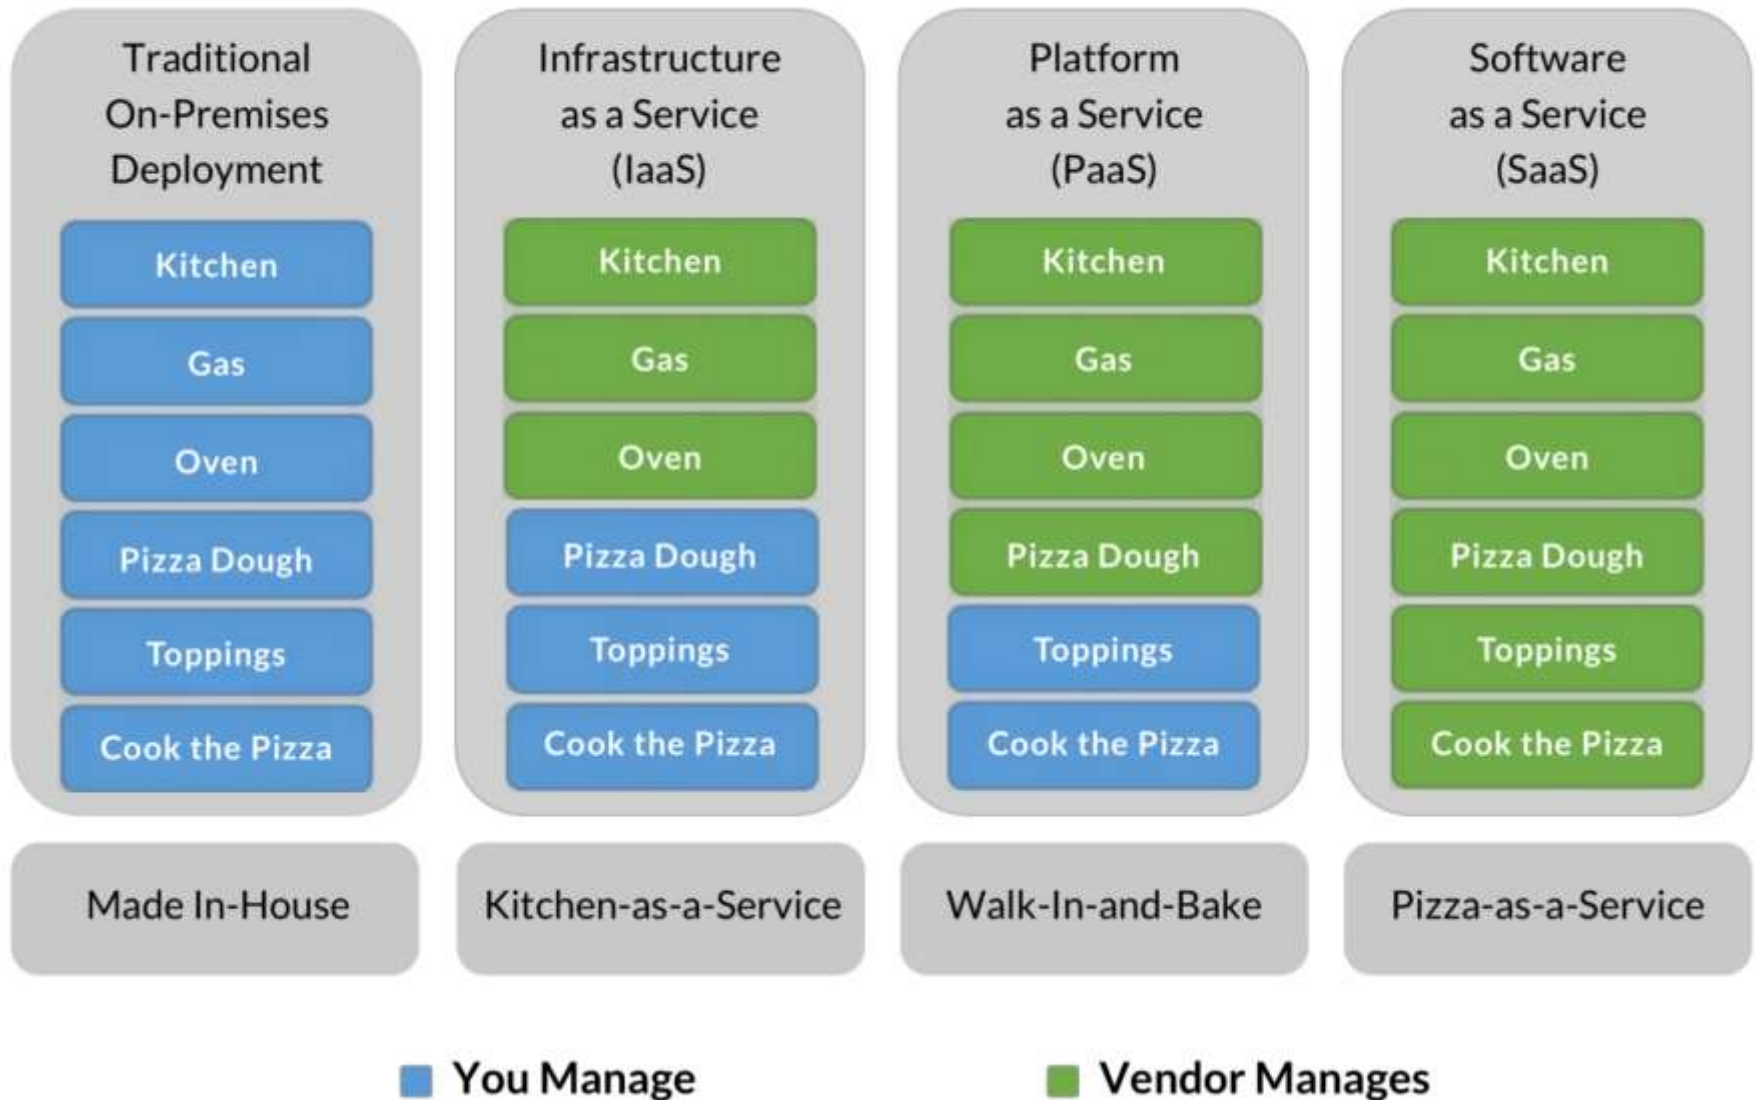 Traditional
On-Premises
Deployment
Kitchen
Gas
Oven
Pizza Dough
Toppings
Cook the Pizza
Made In-House
Infrastructure
as a Service
(IaaS)
Kitchen
Gas
Oven
Pizza Dough
Toppings
Cook the Pizza
Kitchen-as-a-Service
Platform
as a Service
(PaaS)
Kitchen
Gas
Oven
Pizza Dough
Toppings
Cook the Pizza
Walk-In-and-Bake
Software
as a Service
(SaaS)
Kitchen
Gas
Oven
Pizza Dough
Toppings
Cook the Pizza
Pizza-as-a-Service
You Manage
Vendor Manages